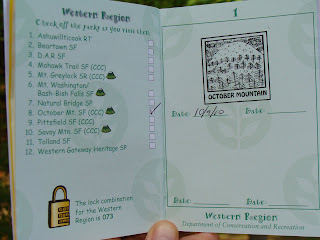 Western Region
Check off the parks as you visit them
1. Ashuwillticook RT
2. Beartown SF
3. D.A.R SF
4. Mohawk Trail SF (CCC)
5. Mt. Greylock SR (CCC)
6. Mt. Washington/
Bash-Bish Falls SF
7. Natural Bridge SP
8. October Mt. SF (CCC)
9. Pittsfield SF (CCC)
10. Savoy Mtn. SF (CCC)
11. Tolland SF
12. Western Gateway Heritage SP
The lock combination
for the Western
Region is 073
1
OCTOBER MOUNTAIN
Date: Date:
Date: Date:
Western Region
Department of Conservation and Recreation